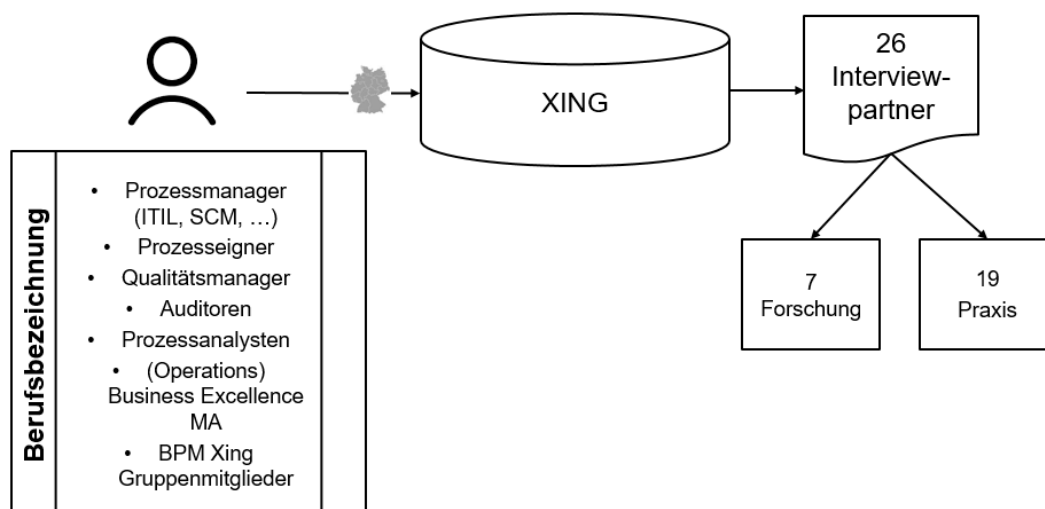 26
Interview-
partner
XING
Berufsbezeichnung
• Prozessmanager
(ITIL, SCM, …)
• Prozesseigner
• Qualitätsmanager
• Auditoren
• Prozessanalysten
• (Operations)
Business Excellence
MA
• BPM Xing
Gruppenmitglieder
7
Forschung
19
Praxis